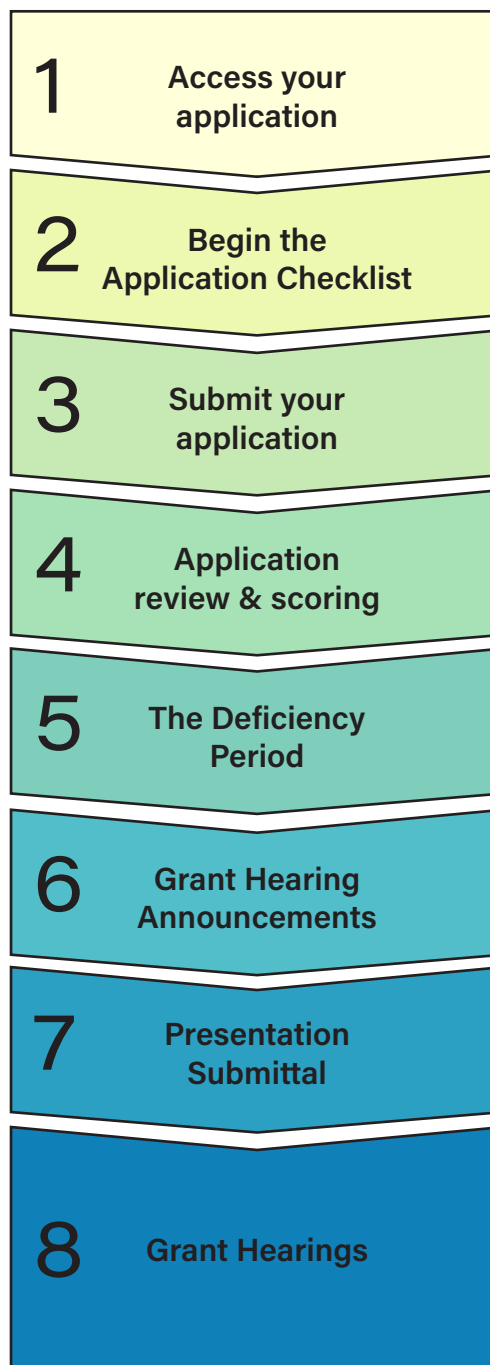 1
Access your
application
2
Begin the
Application Checklist
3
Submit your
application
4
Application
review & scoring
5
The Deficiency
Period
6
Grant Hearing
Announcements
7
Presentation
Submittal
8
Grant Hearings